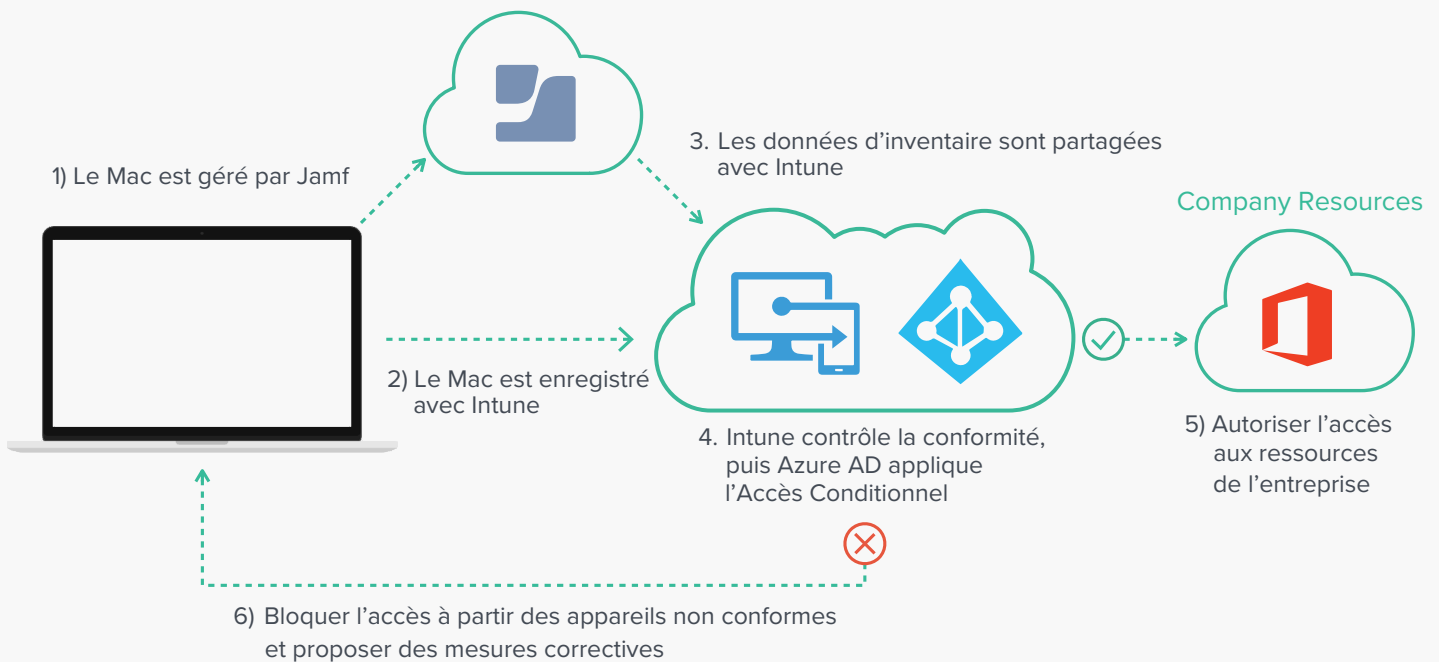 1) Le Mac est géré par Jamf
2) Le Mac est enregistré
avec Intune
3. Les données d’inventaire sont partagées
avec Intune
4. Intune contrôle la conformité,
puis Azure AD applique
l’Accès Conditionnel
Company Resources
5) Autoriser l’accès
aux ressources
de l’entreprise
6) Bloquer l’accès à partir des appareils non conformes
et proposer des mesures correctives